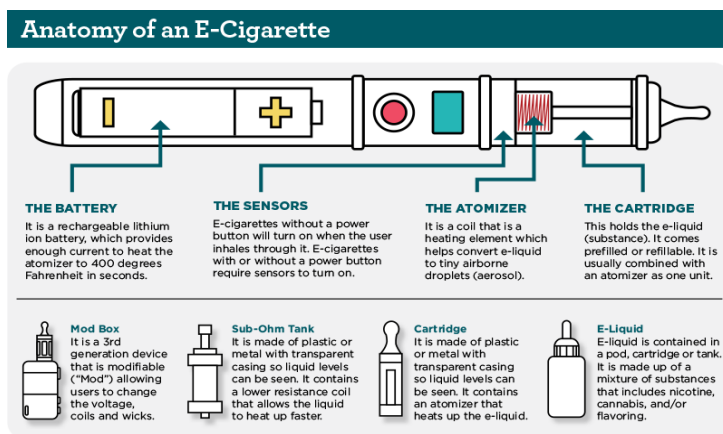 Anatomy of an E-Cigarette
THE BATTERY
It is a rechargeable lithium
ion battery, which provides
enough current to heat the
atomizer to 400 degrees
Fahrenheit in seconds.
THE SENSORS
E-cigarettes without a power
button will turn on when the user
inhales through it. E-cigarettes
with or without a power button
require sensors to turn on.
THE ATOMIZER
It is a coil that is a
heating element which
helps convert e-liquid
to tiny airborne
droplets (aerosol).
THE CARTRIDGE
This holds the e-liquid
(substance). It comes
prefilled or refillable. It is
usually combined with
an atomizer as one unit.
Mod Box
It is a 3rd
generation device
that is modifiable
("Mod") allowing
users to change
the voltage,
coils and wicks.
Sub-Ohm Tank
It is made of plastic or
metal with transparent
casing so liquid levels
can be seen. It contains
a lower resistance coil
that allows the liquid
to heat up faster.
Cartridge
It is made of plastic
or metal with
transparent casing
so liquid levels can
be seen. It contains
an atomizer that
heats up the e-liquid.
E-Liquid
E-liquid is contained in
a pod, cartridge or tank.
It is made up of a
mixture of substances
that includes nicotine,
cannabis, and/or
flavoring.